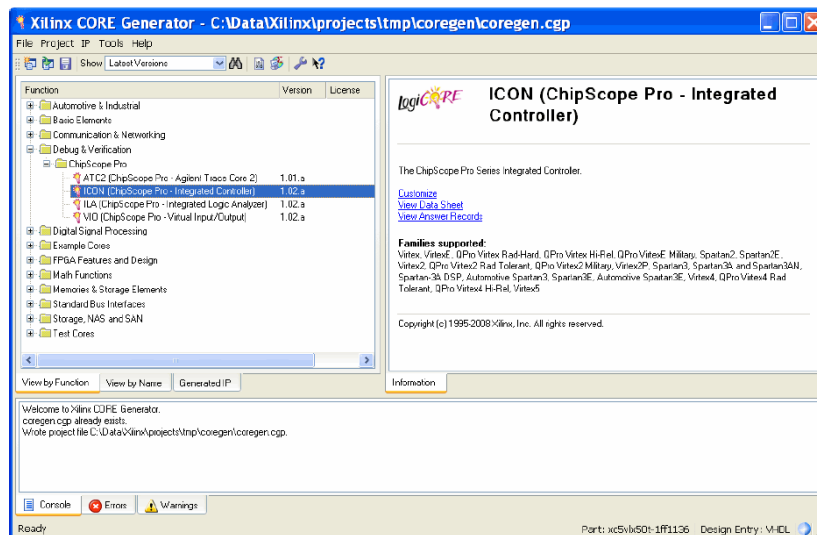 Xilinx CORE Generator - C:\Data\Xilinx\projects\tmp\coregen\coregen.cgp
File Project IP Tools Help
Show Latest Versions
Function Version License
Automotive & Industrial
Basic Elements
Communication & Networking
Debug & Verification
ChipScope Pro
ATC2 (ChipScope Pro - Agilent Trace Core 2) 1.01.a
ICON (ChipScope Pro - Integrated Controller) 1.02.a
ILA (ChipScope Pro - Integrated Logic Analyzer) 1.02.a
VIO (ChipScope Pro - Virtual Input/Output) 1.02.a
Digital Signal Processing
Example Cores
FPGA Features and Design
Math Functions
Memories & Storage Elements
Standard Bus Interfaces
Storage, NAS and SAN
Test Cores
View by Function View by Name Generated IP
LogiCORE
ICON (ChipScope Pro - Integrated
Controller)
The ChipScope Pro Series Integrated Controller.
Customize
View Data Sheet
View Answer Records
Families supported:
Virtex, VirtexE, QPro Virtex Rad-Hard, QPro Virtex Hi-Rel, QPro VirtexE Military, Spartan2, Spartan2E,
Virtex2, QPro Virtex2 Rad Tolerant, QPro Virtex2 Military, Virtex2P, Spartan3, Spartan3A and Spartan3AN,
Spartan-3A DSP, Automotive Spartan3, Spartan3E, Automotive Spartan3E, Virtex4, QPro Virtex4 Rad
Tolerant, QPro Virtex4 Hi-Rel, Virtex5
Copyright (c) 1995-2008 Xilinx, Inc. All rights reserved.
Information
Welcome to Xilinx CORE Generator.
coregen.cgp already exists.
Wrote project file C:\Data\Xilinx\projects\tmp\coregen\coregen.cgp.
Console Errors Warnings
Ready Part: xc5vlx50t-1ff1136 Design Entry: VHDL